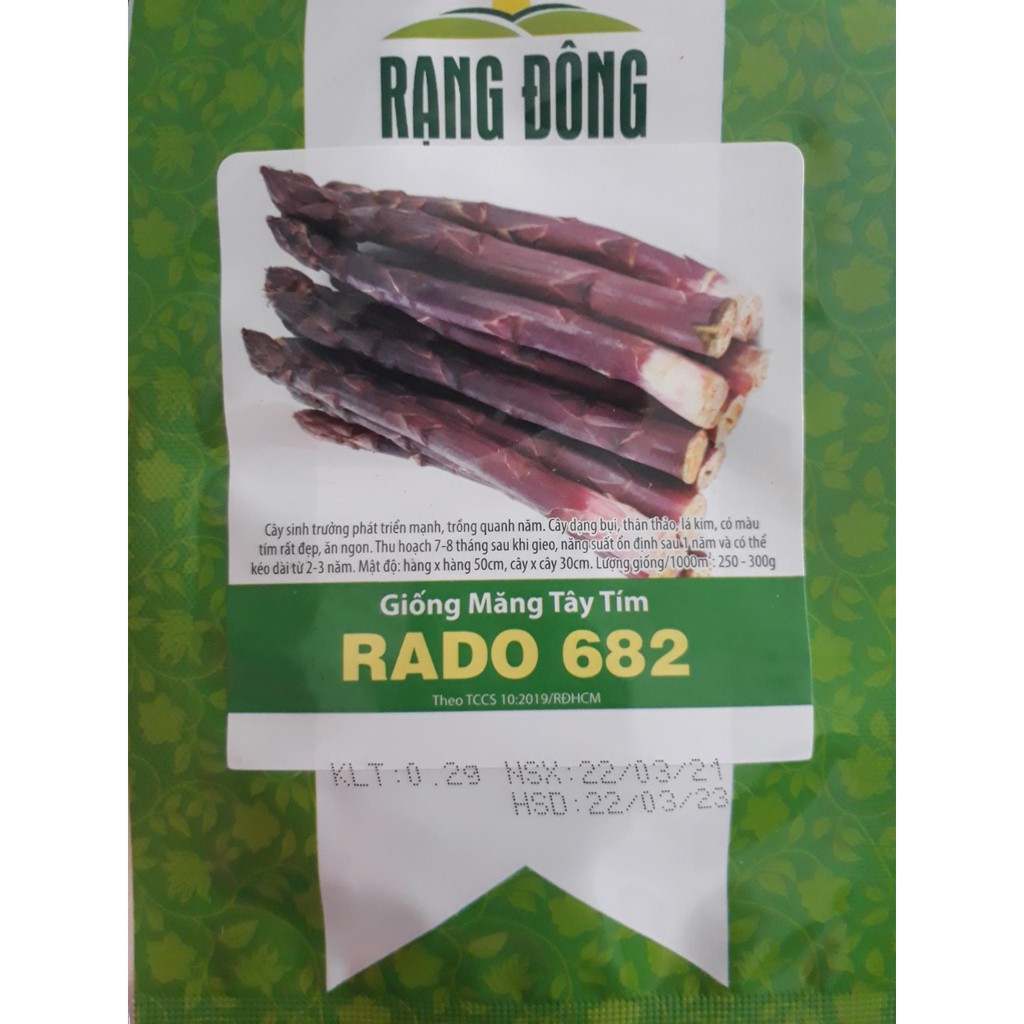 RẠNG ĐÔNG
Cây sinh trưởng phát triển mạnh, trồng quanh năm. Cây dạng bụi, thân thảo, lá kim, có màu
tím rất đẹp, ăn ngon. Thu hoạch 7-8 tháng sau khi gieo, năng suất ổn định sau 1 năm và có thể
kéo dài từ 2-3 năm. Mật độ: hàng x hàng 50cm, cây x cây 30cm. Lượng giống/1000m²: 250 - 300g
Giống Măng Tây Tím
RADO 682
Theo TCCS 10:2019/RĐHCM
KLT:0.2g NSX:22/03/21
HSD:22/03/23